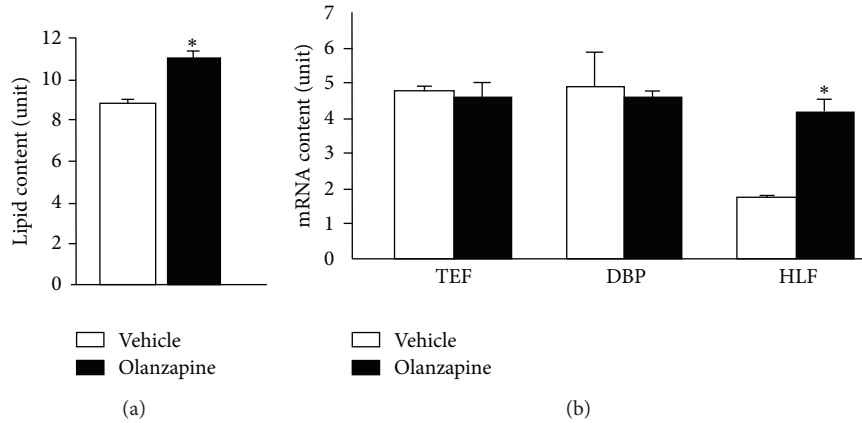 Lipid content (unit)
12
10
8
6
4
2
0
*
Vehicle
Olanzapine
(a)
mRNA content (unit)
7
6
5
4
3
2
1
0
*
TEF DBP HLF
Vehicle
Olanzapine
(b)